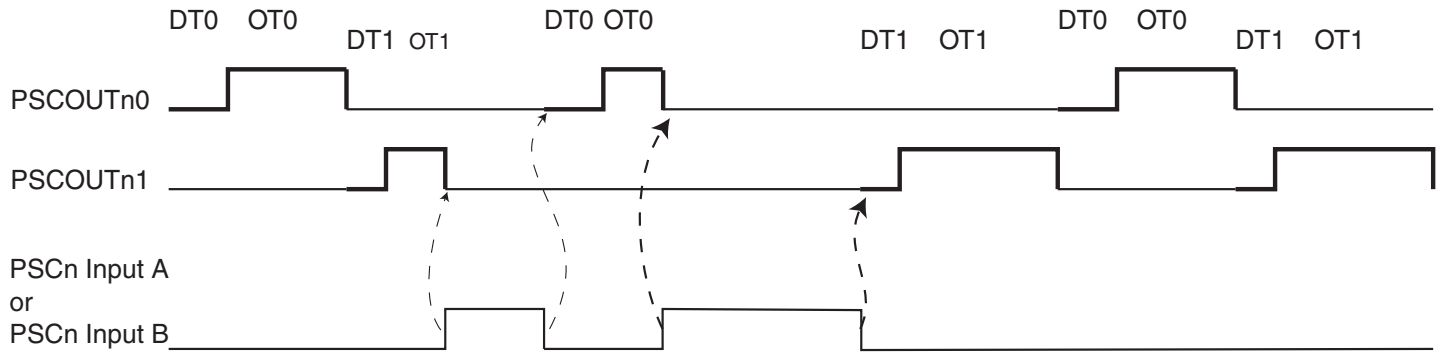 DT0 OT0 DT0 OT0 DT0 OT0
DT1 OT1 DT1 OT1 DT1 OT1
PSCOUTn0
PSCOUTn1
PSCn Input A
or
PSCn Input B